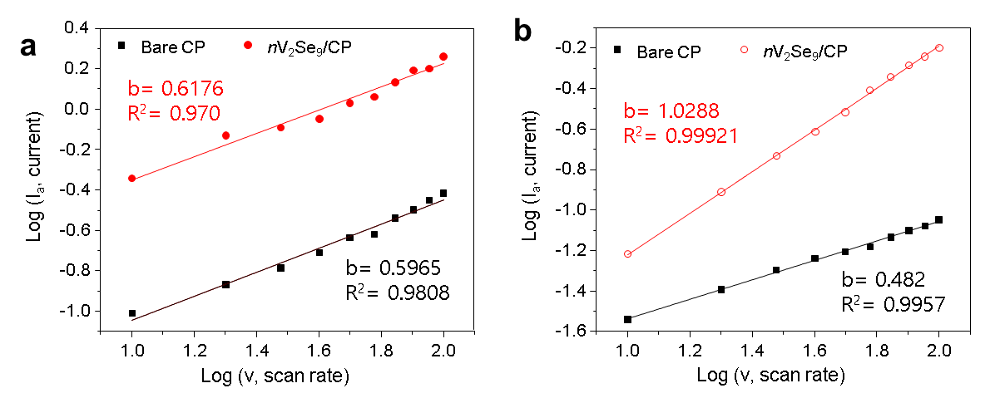 a
Bare CP
nV₂Se₉/CP
b= 0.6176
R²= 0.970
b= 0.5965
R²= 0.9808
0.4
0.2
0.0
-0.2
-0.4
-0.6
-0.8
-1.0
1.0 1.2 1.4 1.6 1.8 2.0
Log (Iₐ, current)
Log (v, scan rate)
b
Bare CP
nV₂Se₉/CP
b= 1.0288
R²= 0.99921
b= 0.482
R²= 0.9957
-0.2
-0.4
-0.6
-0.8
-1.0
-1.2
-1.4
-1.6
1.0 1.2 1.4 1.6 1.8 2.0
Log (Iₐ, current)
Log (v, scan rate)